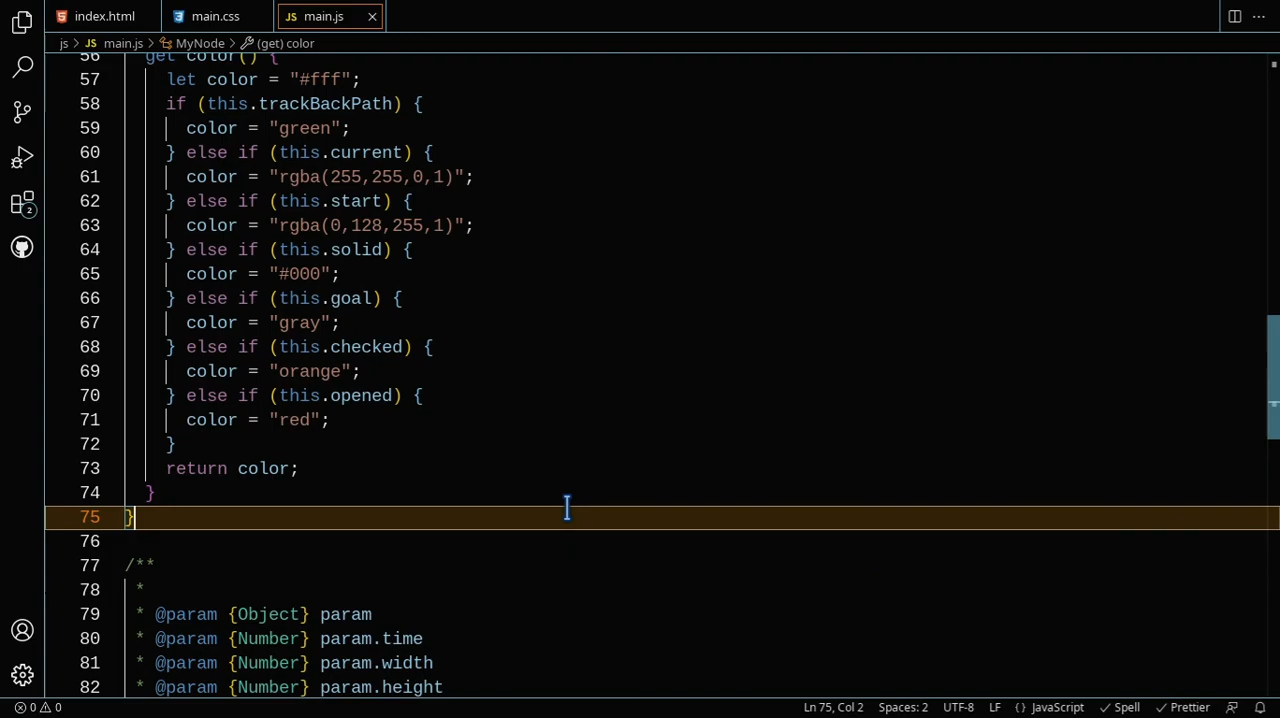 index.html main.css JS main.js
js > JS main.js > MyNode > (get) color
56 get color() {
57 let color = "#fff";
58 if (this.trackBackPath) {
59 color = "green";
60 } else if (this.current) {
61 color = "rgba(255,255,0,1)";
62 } else if (this.start) {
63 color = "rgba(0,128,255,1)";
64 } else if (this.solid) {
65 color = "#000";
66 } else if (this.goal) {
67 color = "gray";
68 } else if (this.checked) {
69 color = "orange";
70 } else if (this.opened) {
71 color = "red";
72 }
73 return color;
74 }
75 }
76
77 /**
78 *
79 * @param {Object} param
80 * @param {Number} param.time
81 * @param {Number} param.width
82 * @param {Number} param.height
2
0 0 Ln 75, Col 2 Spaces: 2 UTF-8 LF {} JavaScript Spell Prettier